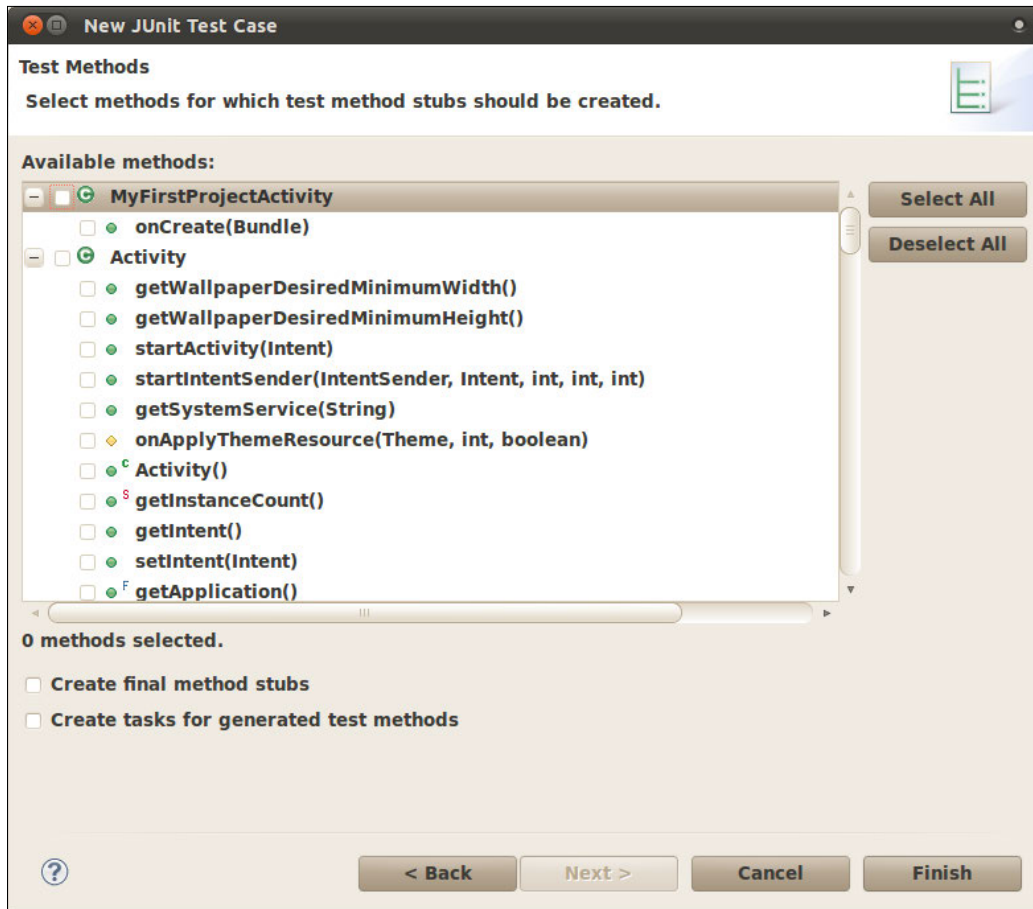 New JUnit Test Case
Test Methods
Select methods for which test method stubs should be created.
Available methods:
MyFirstProjectActivity
onCreate(Bundle)
Activity
getWallpaperDesiredMinimumWidth()
getWallpaperDesiredMinimumHeight()
startActivity(Intent)
startIntentSender(IntentSender, Intent, int, int, int)
getSystemService(String)
onApplyThemeResource(Theme, int, boolean)
c Activity()
S getInstanceCount()
getIntent()
setIntent(Intent)
F getApplication()
Select All
Deselect All
0 methods selected.
Create final method stubs
Create tasks for generated test methods
< Back
Next >
Cancel
Finish